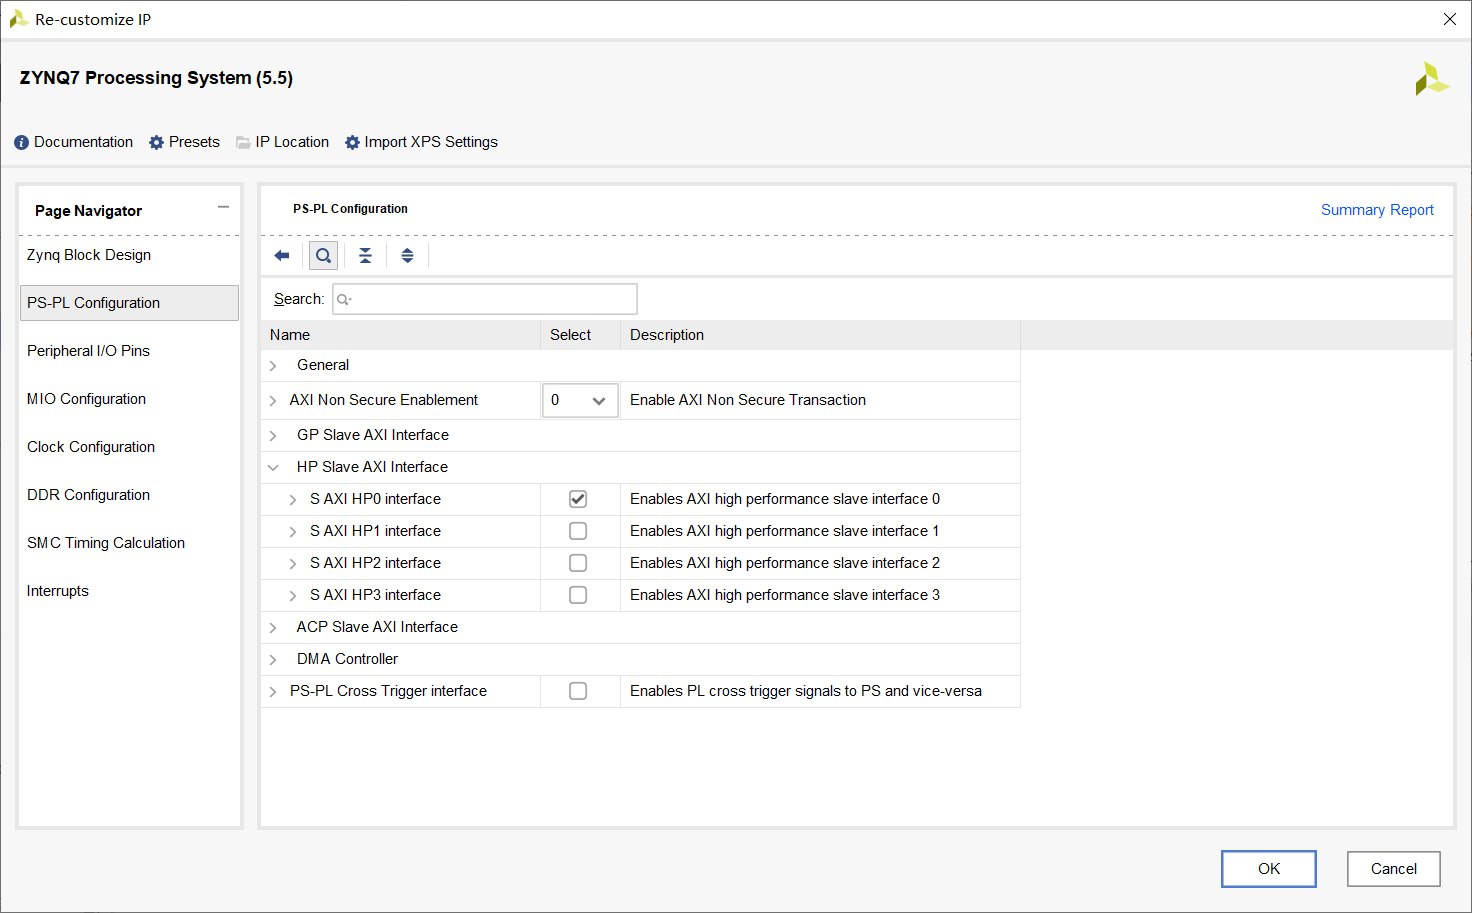 Re-customize IP
ZYNQ7 Processing System (5.5)
Documentation Presets IP Location Import XPS Settings
Page Navigator
Zynq Block Design
PS-PL Configuration
Peripheral I/O Pins
MIO Configuration
Clock Configuration
DDR Configuration
SMC Timing Calculation
Interrupts
PS-PL Configuration
Summary Report
Search:
Name Select Description
General
AXI Non Secure Enablement 0 Enable AXI Non Secure Transaction
GP Slave AXI Interface
HP Slave AXI Interface
S AXI HP0 interface Enables AXI high performance slave interface 0
S AXI HP1 interface Enables AXI high performance slave interface 1
S AXI HP2 interface Enables AXI high performance slave interface 2
S AXI HP3 interface Enables AXI high performance slave interface 3
ACP Slave AXI Interface
DMA Controller
PS-PL Cross Trigger interface Enables PL cross trigger signals to PS and vice-versa
OK Cancel